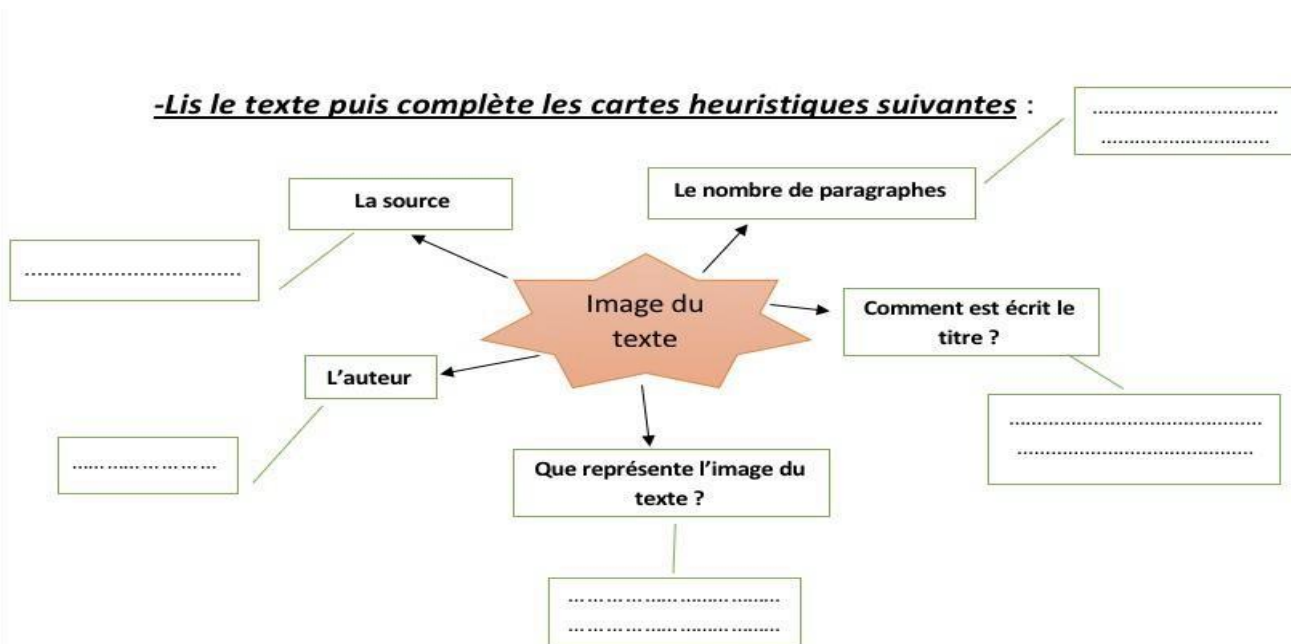 -Lis le texte puis complète les cartes heuristiques suivantes :
................................
.............................
Le nombre de paragraphes
La source
..................................
Image du
texte
Comment est écrit le
titre ?
L'auteur
............................................
.........................................
.......................
Que représente l'image du
texte ?
.................................
.................................